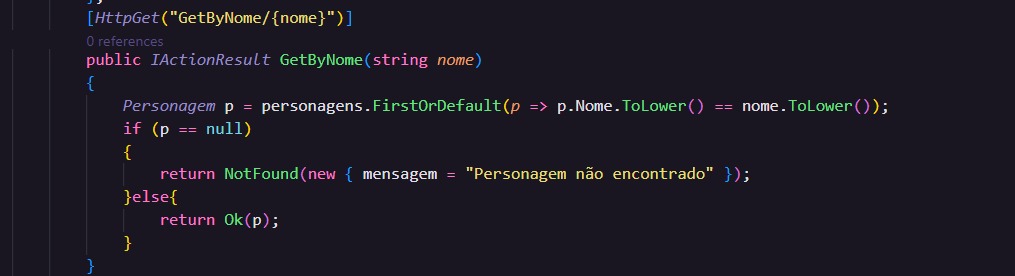 };
[HttpGet("GetByNome/{nome}")]
0 references
public IActionResult GetByNome(string nome)
{
Personagem p = personagens.FirstOrDefault(p => p.Nome.ToLower() == nome.ToLower());
if (p == null)
{
return NotFound(new { mensagem = "Personagem não encontrado" });
}else{
return Ok(p);
}
}